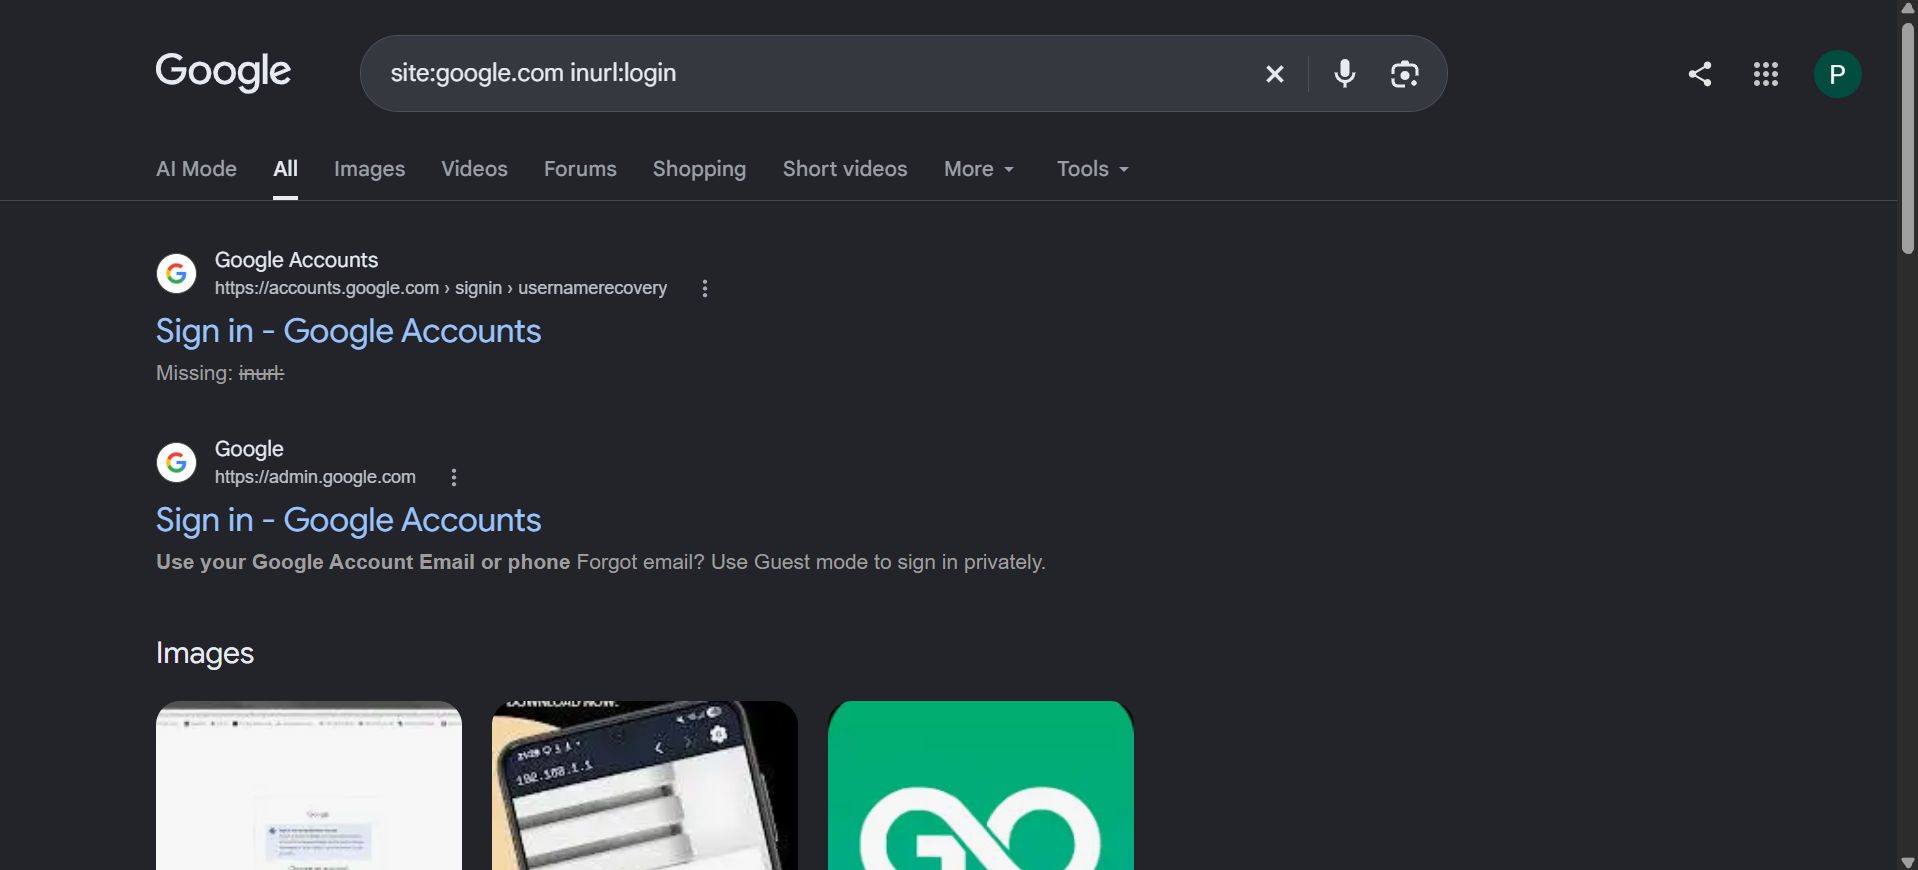 Google
site:google.com inurl:login
P
AI Mode
All
Images
Videos
Forums
Shopping
Short videos
More
Tools
Google Accounts
https://accounts.google.com › signin › usernamerecovery
Sign in - Google Accounts
Missing: inurl:
Google
https://admin.google.com
Sign in - Google Accounts
Use your Google Account Email or phone Forgot email? Use Guest mode to sign in privately.
Images
DOWNLOAD NOW.
192.168.1.1
Google